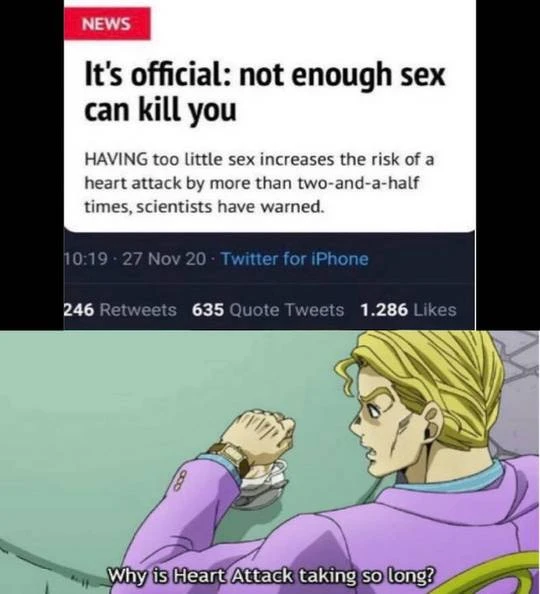 NEWS
It's official: not enough sex
can kill you
HAVING too little sex increases the risk of a
heart attack by more than two-and-a-half
times, scientists have warned.
10:19 · 27 Nov 20 · Twitter for iPhone
246 Retweets 635 Quote Tweets 1.286 Likes
Why is Heart Attack taking so long?